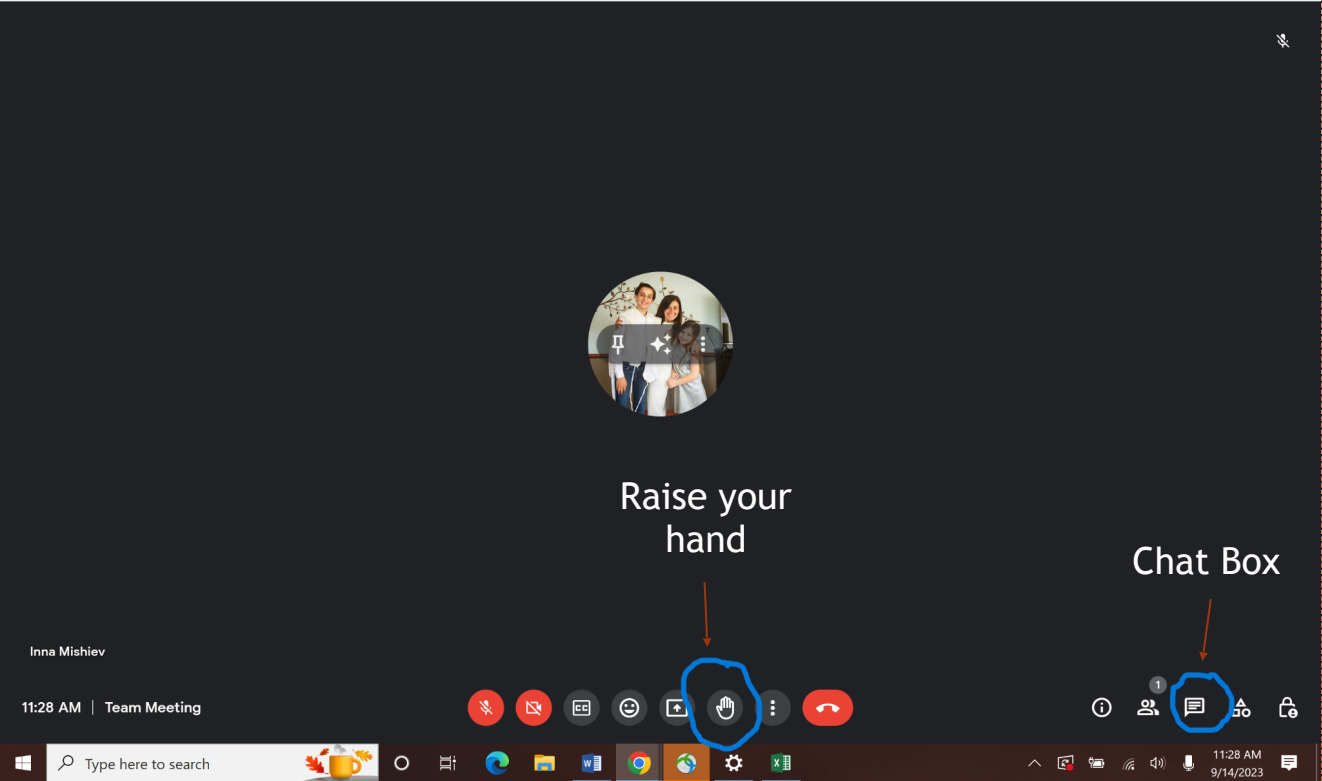 Raise your
hand
Chat Box
Inna Mishiev
11:28 AM | Team Meeting
CC
1
Type here to search
W
X
11:28 AM
9/14/2023